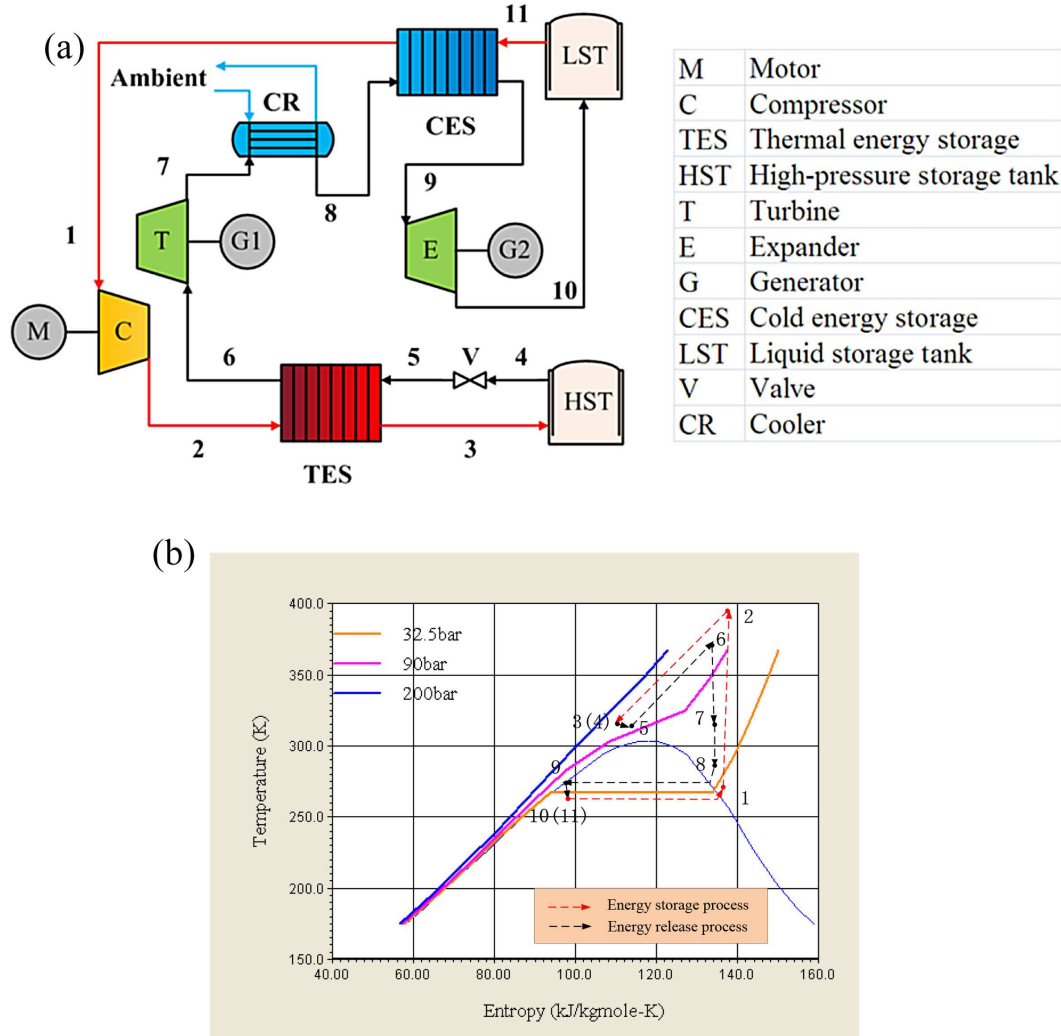 (a)
11
LST
Ambient
CR
CES
7
8
9
1
T
G1
E
G2
10
M
C
6
5
V
4
HST
2
TES
3
M Motor
C Compressor
TES Thermal energy storage
HST High-pressure storage tank
T Turbine
E Expander
G Generator
CES Cold energy storage
LST Liquid storage tank
V Valve
CR Cooler
(b)
400.0
350.0
300.0
250.0
200.0
150.0
Temperature (K)
32.5bar
90bar
200bar
2
6
3(4)
5
7
9
8
10(11)
1
Energy storage process
Energy release process
40.00 60.00 80.00 100.0 120.0 140.0 160.0
Entropy (kJ/kgmole-K)